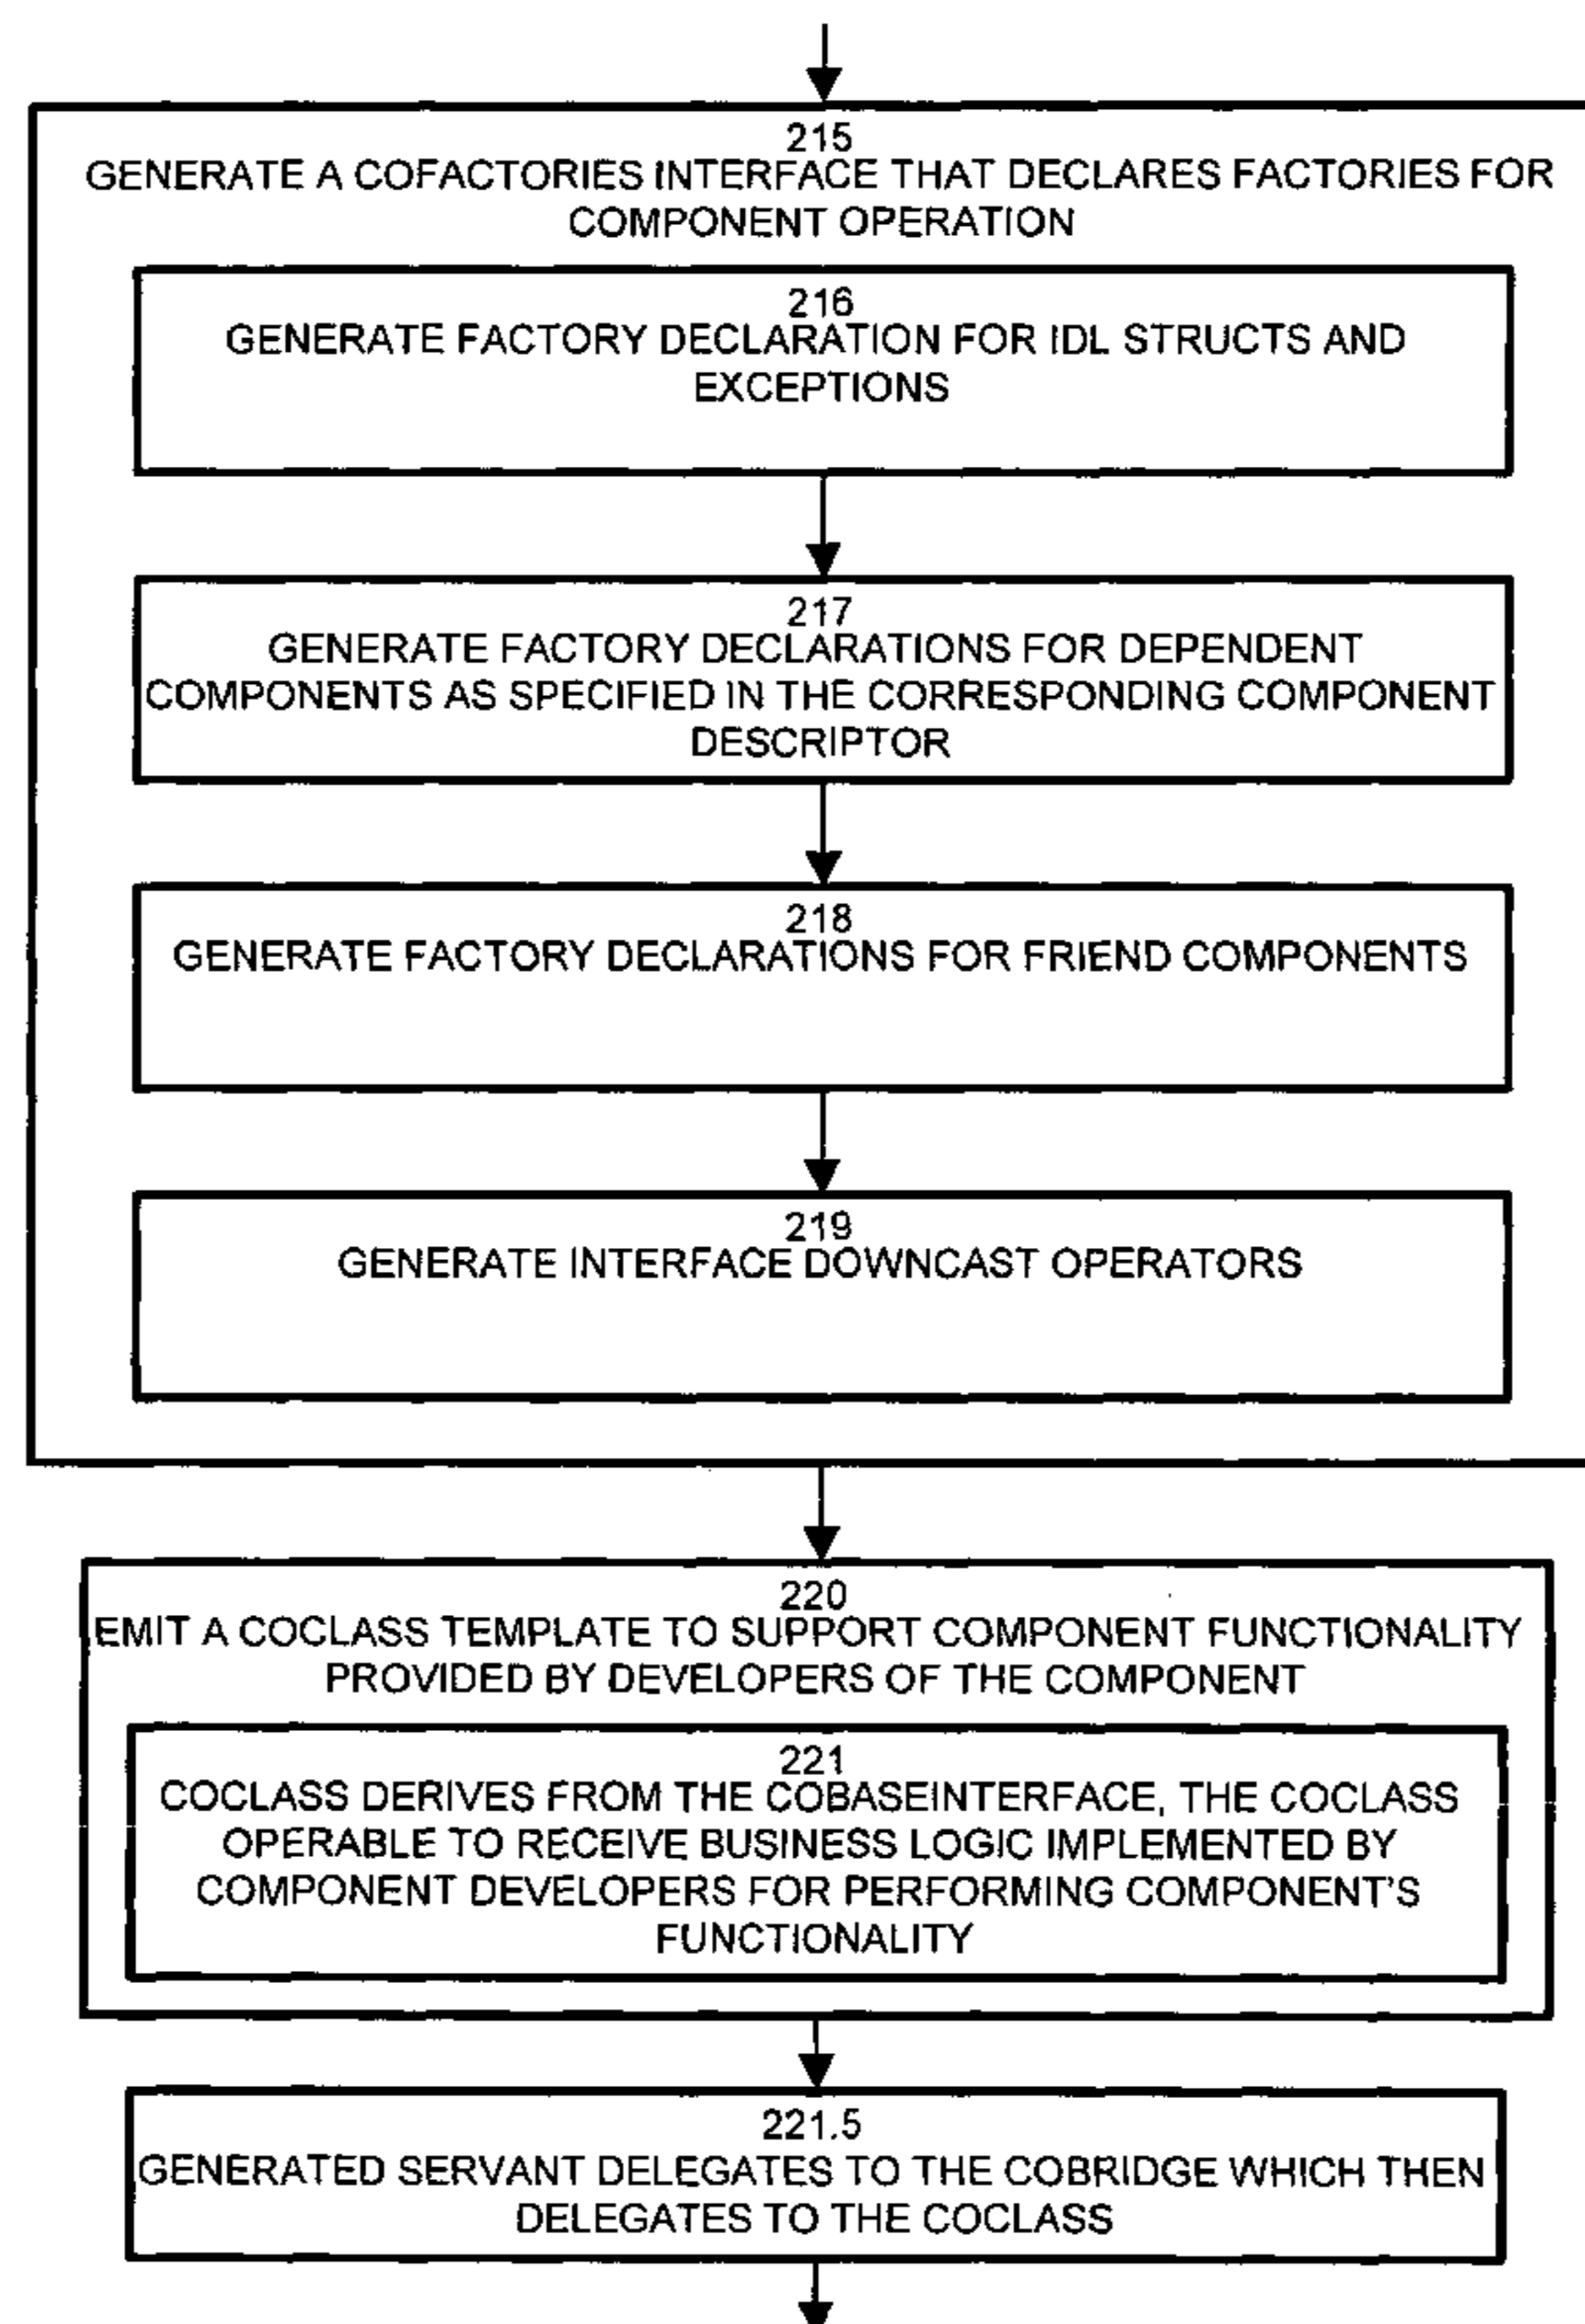 215
GENERATE A COFACTORIES INTERFACE THAT DECLARES FACTORIES FOR
COMPONENT OPERATION
216
GENERATE FACTORY DECLARATION FOR IDL STRUCTS AND
EXCEPTIONS
217
GENERATE FACTORY DECLARATIONS FOR DEPENDENT
COMPONENTS AS SPECIFIED IN THE CORRESPONDING COMPONENT
DESCRIPTOR
218
GENERATE FACTORY DECLARATIONS FOR FRIEND COMPONENTS
219
GENERATE INTERFACE DOWNCAST OPERATORS
220
EMIT A COCLASS TEMPLATE TO SUPPORT COMPONENT FUNCTIONALITY
PROVIDED BY DEVELOPERS OF THE COMPONENT
221
COCLASS DERIVES FROM THE COBASEINTERFACE, THE COCLASS
OPERABLE TO RECEIVE BUSINESS LOGIC IMPLEMENTED BY
COMPONENT DEVELOPERS FOR PERFORMING COMPONENT'S
FUNCTIONALITY
221.5
GENERATED SERVANT DELEGATES TO THE COBRIDGE WHICH THEN
DELEGATES TO THE COCLASS